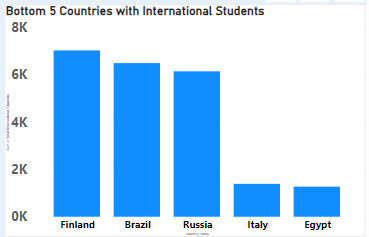 Bottom 5 Countries with International Students
8K
6K
4K
2K
0K
Finland Brazil Russia Italy Egypt